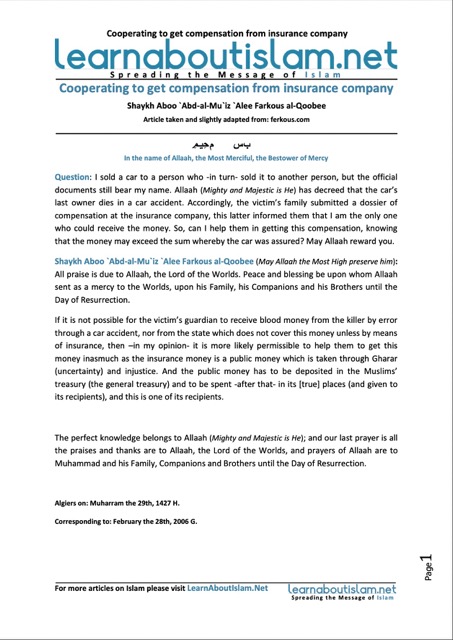 Cooperating to get compensation from insurance company
learnaboutislam.net
Spreading the Message of Islam
Cooperating to get compensation from insurance company
Shaykh Aboo `Abd-al-Mu`iz `Alee Farkous al-Qoobee
Article taken and slightly adapted from: ferkous.com
In the name of Allaah, the Most Merciful, the Bestower of Mercy
Question: I sold a car to a person who -in turn- sold it to another person, but the official
documents still bear my name. Allaah (Mighty and Majestic is He) has decreed that the car's
last owner dies in a car accident. Accordingly, the victim's family submitted a dossier of
compensation at the insurance company, this latter informed them that I am the only one
who could receive the money. So, can I help them in getting this compensation, knowing
that the money may exceed the sum whereby the car was assured? May Allaah reward you.
Shaykh Aboo `Abd-al-Mu`iz `Alee Farkous al-Qoobee (May Allaah the Most High preserve him):
All praise is due to Allaah, the Lord of the Worlds. Peace and blessing be upon whom Allaah
sent as a mercy to the Worlds, upon his Family, his Companions and his Brothers until the
Day of Resurrection.
If it is not possible for the victim's guardian to receive blood money from the killer by error
through a car accident, nor from the state which does not cover this money unless by means
of insurance, then –in my opinion- it is more likely permissible to help them to get this
money inasmuch as the insurance money is a public money which is taken through Gharar
(uncertainty) and injustice. And the public money has to be deposited in the Muslims'
treasury (the general treasury) and to be spent -after that- in its [true] places (and given to
its recipients), and this is one of its recipients.
The perfect knowledge belongs to Allaah (Mighty and Majestic is He); and our last prayer is all
the praises and thanks are to Allaah, the Lord of the Worlds, and prayers of Allaah are to
Muhammad and his Family, Companions and Brothers until the Day of Resurrection.
Algiers on: Muharram the 29th, 1427 H.
Corresponding to: February the 28th, 2006 G.
Page 1
For more articles on Islam please visit LearnAboutIslam.Net
learnaboutislam.net
Spreading the Message of Islam